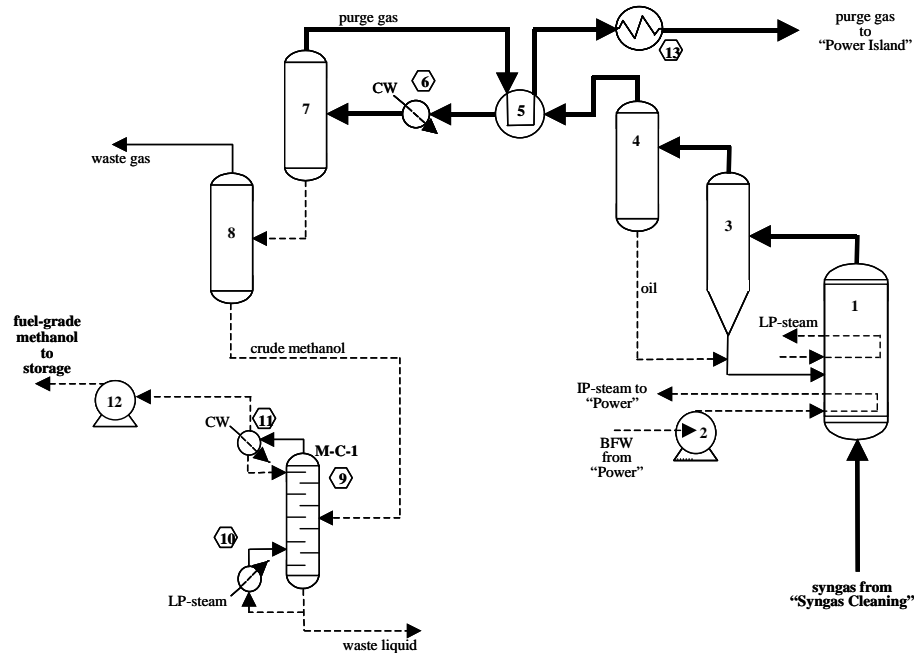 purge gas
purge gas
to
“Power Island”
13
6
CW
7
5
4
waste gas
3
8
1
oil
LP-steam
fuel-grade
methanol
to
storage
crude methanol
IP-steam to
“Power”
12
11
CW
M-C-1
2
BFW
from
“Power”
9
10
LP-steam
syngas from
“Syngas Cleaning”
waste liquid